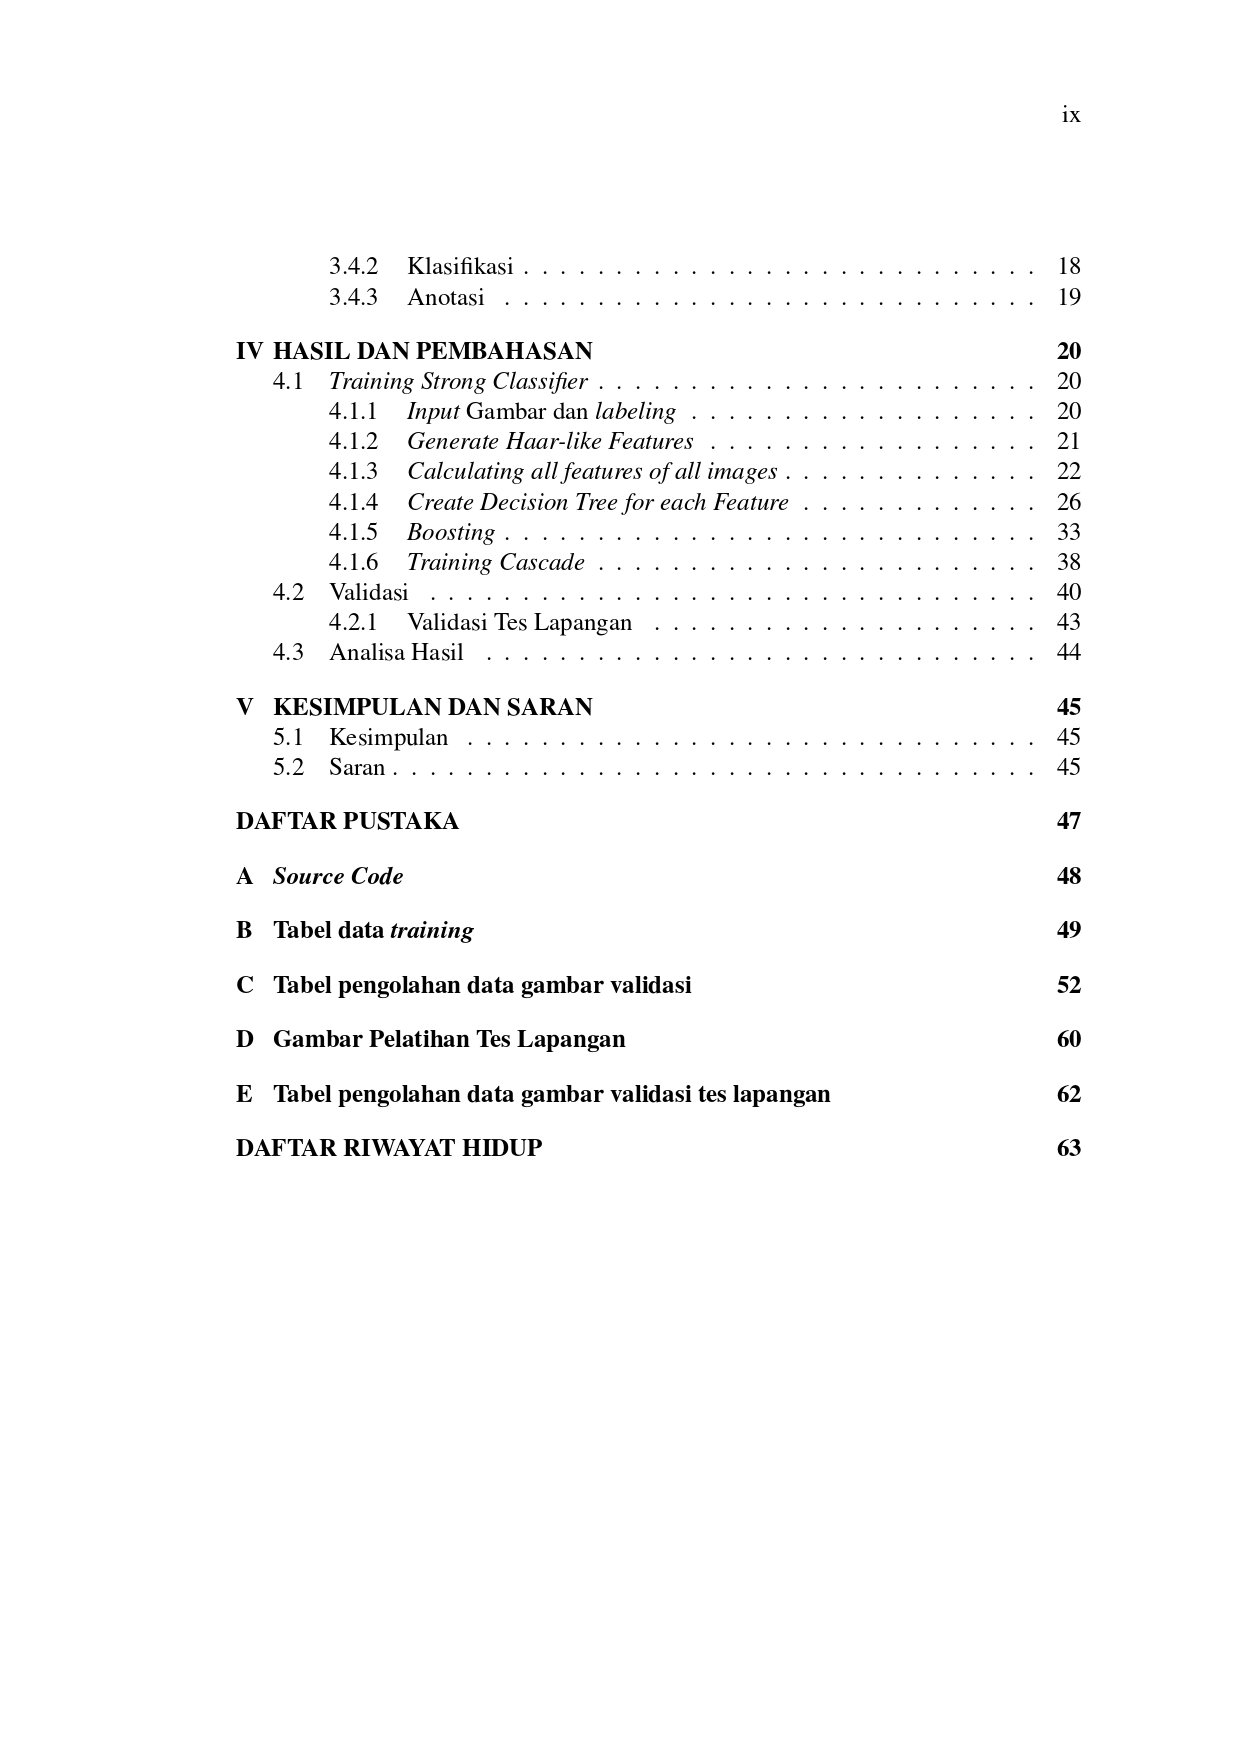 ix
3.4.2 Klasifikasi . . . . . . . . . . . . . . . . . . . . . . . . . . . . 18
3.4.3 Anotasi . . . . . . . . . . . . . . . . . . . . . . . . . . . . . 19
IV HASIL DAN PEMBAHASAN 20
4.1 Training Strong Classifier . . . . . . . . . . . . . . . . . . . . . . . . 20
4.1.1 Input Gambar dan labeling . . . . . . . . . . . . . . . . . . . 20
4.1.2 Generate Haar-like Features . . . . . . . . . . . . . . . . . . 21
4.1.3 Calculating all features of all images . . . . . . . . . . . . . . 22
4.1.4 Create Decision Tree for each Feature . . . . . . . . . . . . . 26
4.1.5 Boosting . . . . . . . . . . . . . . . . . . . . . . . . . . . . . 33
4.1.6 Training Cascade . . . . . . . . . . . . . . . . . . . . . . . . 38
4.2 Validasi . . . . . . . . . . . . . . . . . . . . . . . . . . . . . . . . . 40
4.2.1 Validasi Tes Lapangan . . . . . . . . . . . . . . . . . . . . . 43
4.3 Analisa Hasil . . . . . . . . . . . . . . . . . . . . . . . . . . . . . . 44
V KESIMPULAN DAN SARAN 45
5.1 Kesimpulan . . . . . . . . . . . . . . . . . . . . . . . . . . . . . . . 45
5.2 Saran . . . . . . . . . . . . . . . . . . . . . . . . . . . . . . . . . . . 45
DAFTAR PUSTAKA 47
A Source Code 48
B Tabel data training 49
C Tabel pengolahan data gambar validasi 52
D Gambar Pelatihan Tes Lapangan 60
E Tabel pengolahan data gambar validasi tes lapangan 62
DAFTAR RIWAYAT HIDUP 63